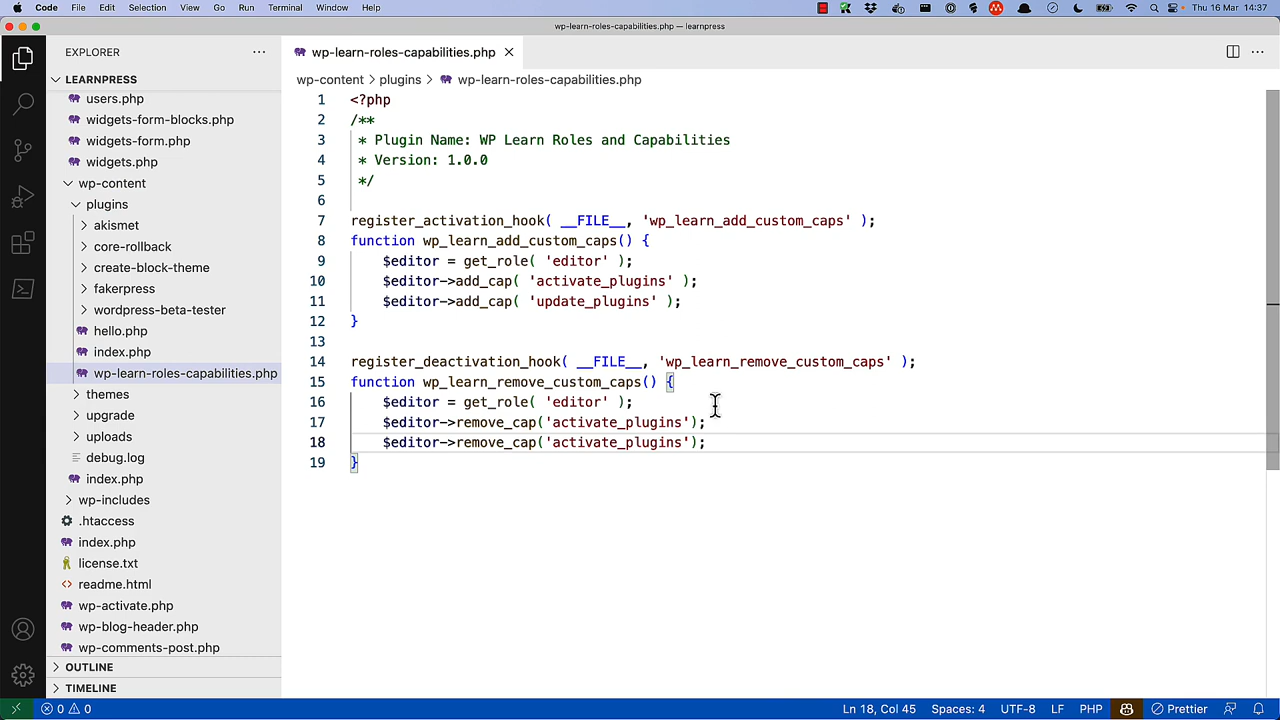 Code File Edit Selection View Go Run Terminal Window Help Thu 16 Mar 14:37
wp-learn-roles-capabilities.php — learnpress
EXPLORER
LEARNPRESS
users.php
widgets-form-blocks.php
widgets-form.php
widgets.php
wp-content
plugins
akismet
core-rollback
create-block-theme
fakerpress
wordpress-beta-tester
hello.php
index.php
wp-learn-roles-capabilities.php
themes
upgrade
uploads
debug.log
index.php
wp-includes
.htaccess
index.php
license.txt
readme.html
wp-activate.php
wp-blog-header.php
wp-comments-post.php
OUTLINE
TIMELINE
wp-learn-roles-capabilities.php
wp-content > plugins > wp-learn-roles-capabilities.php
1 <?php
2 /**
3 * Plugin Name: WP Learn Roles and Capabilities
4 * Version: 1.0.0
5 */
6
7 register_activation_hook( __FILE__, 'wp_learn_add_custom_caps' );
8 function wp_learn_add_custom_caps() {
9 $editor = get_role( 'editor' );
10 $editor->add_cap( 'activate_plugins' );
11 $editor->add_cap( 'update_plugins' );
12 }
13
14 register_deactivation_hook( __FILE__, 'wp_learn_remove_custom_caps' );
15 function wp_learn_remove_custom_caps() {
16 $editor = get_role( 'editor' );
17 $editor->remove_cap('activate_plugins');
18 $editor->remove_cap('activate_plugins');
19 }
0 0 Ln 18, Col 45 Spaces: 4 UTF-8 LF PHP Prettier